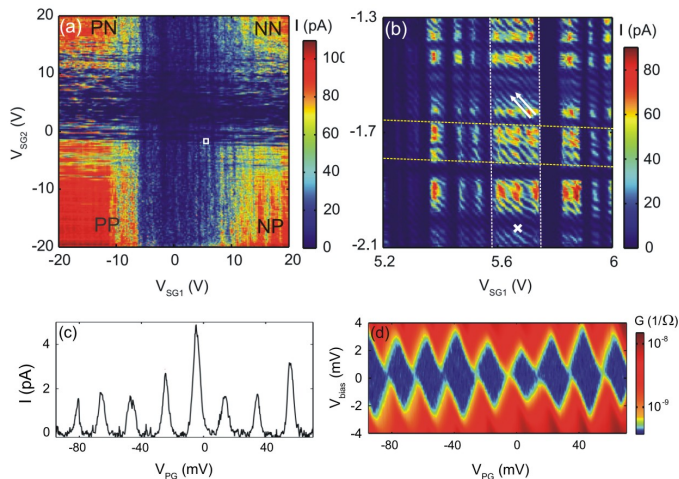 (a)
PN
NN
PP
NP
20
10
0
-10
-20
V_SG2 (V)
-20
-10
0
10
20
V_SG1 (V)
I (pA)
100
80
60
40
20
0
(b)
-1.3
-1.7
-2.1
5.2
5.6
6
V_SG1 (V)
I (pA)
80
60
40
20
0
(c)
I (pA)
4
2
0
-80
-40
0
40
V_PG (mV)
(d)
V_bias (mV)
4
2
0
-2
-4
-80
-40
0
40
V_PG (mV)
G (1/Ω)
10^-8
10^-9